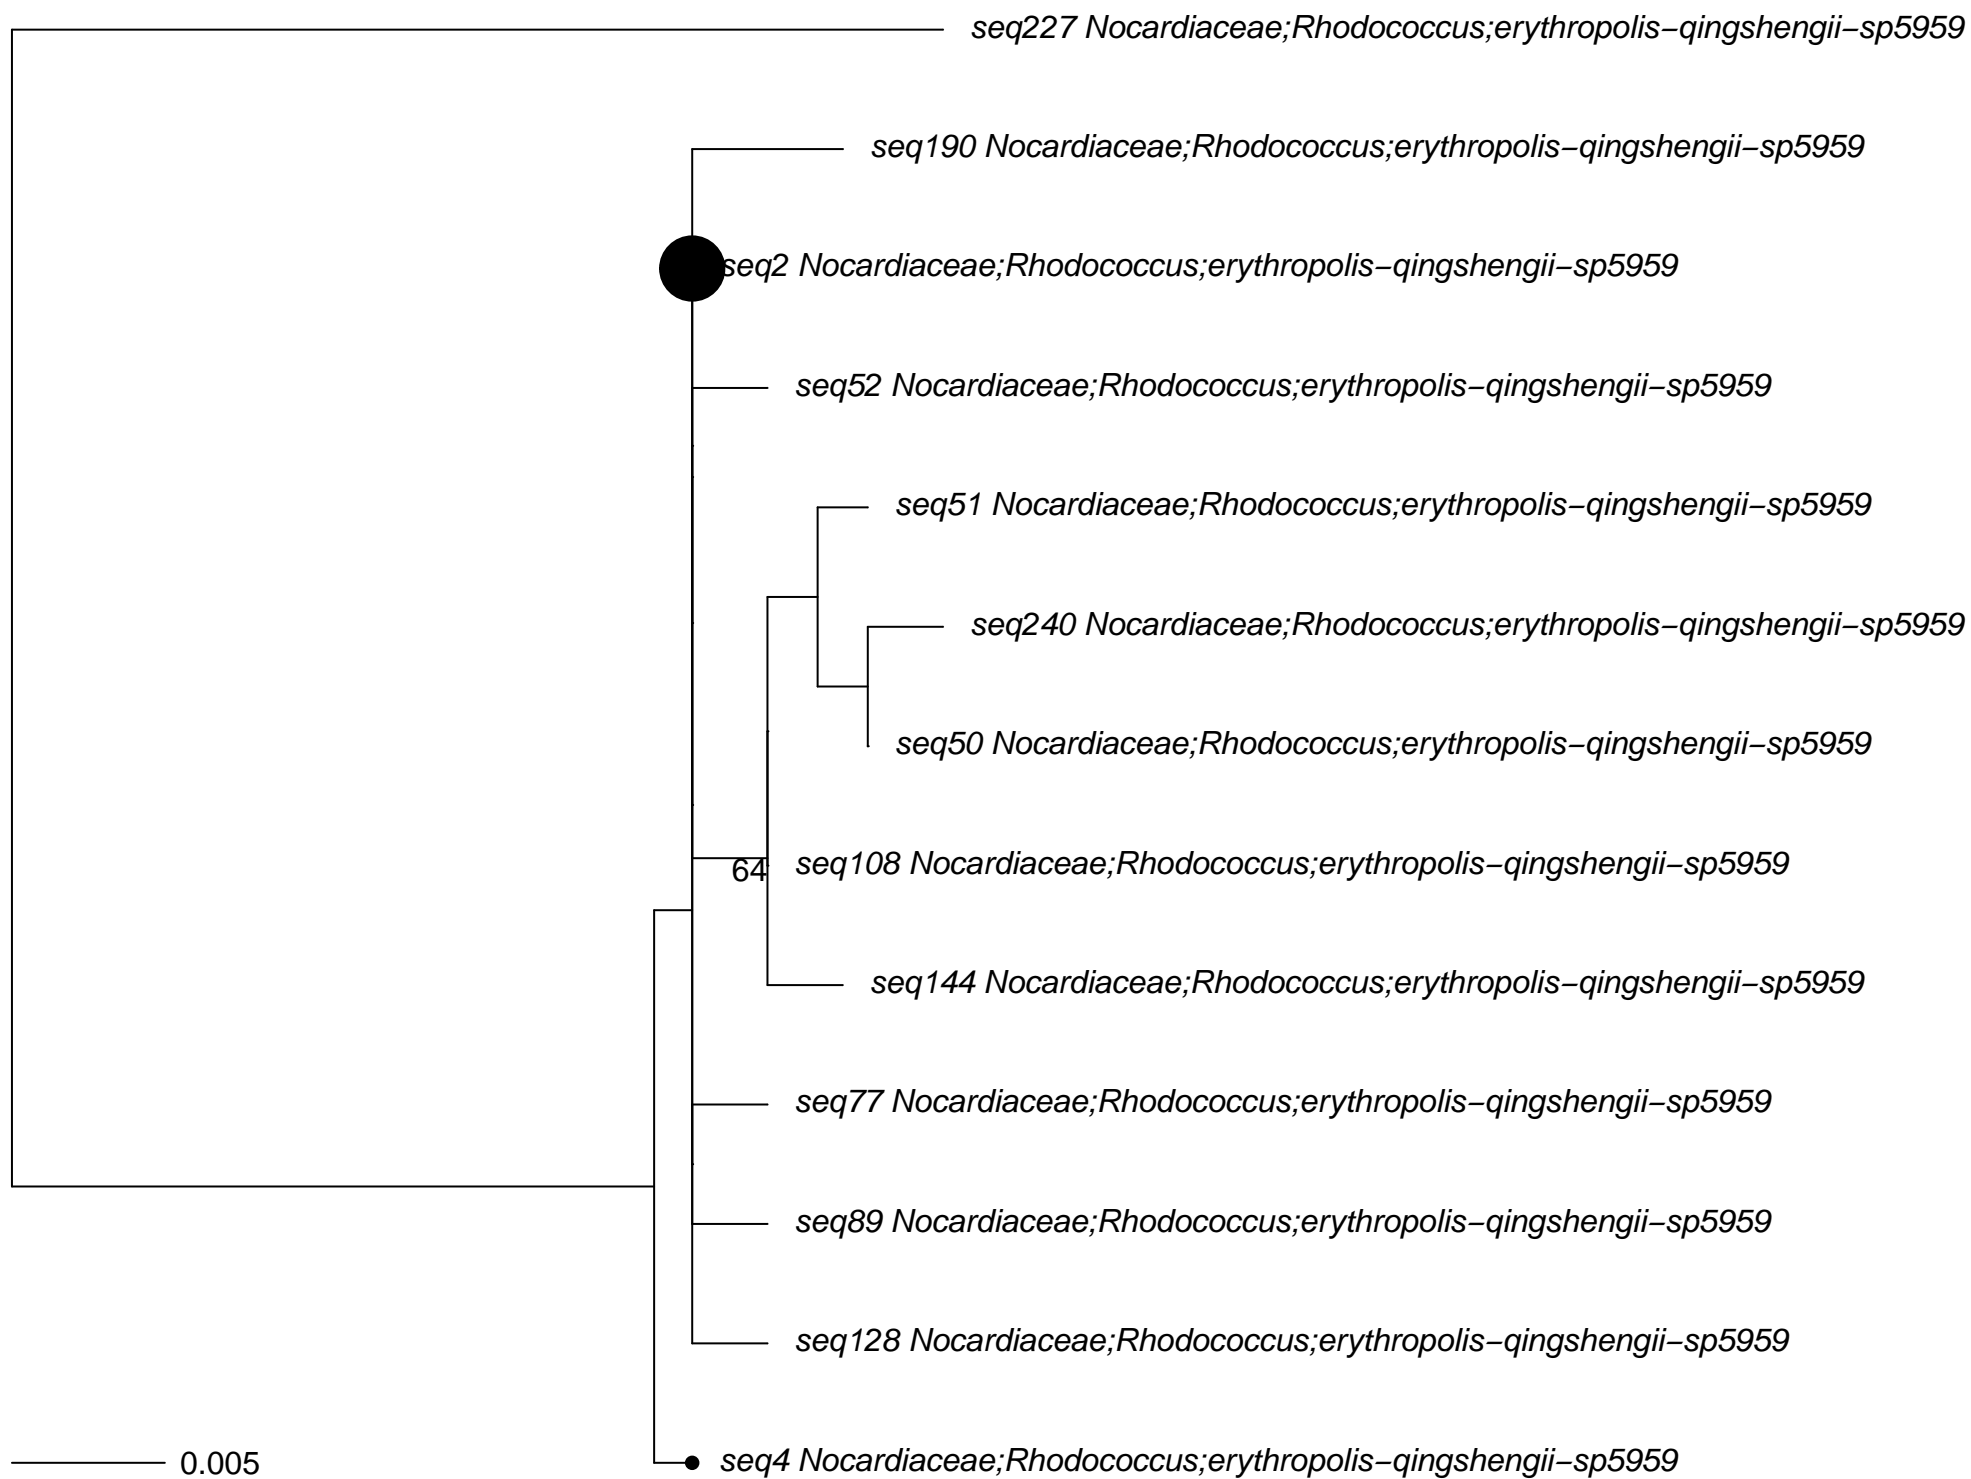 seq227 Nocardiaceae;Rhodococcus;erythropolis−qingshengii−sp5959
seq190 Nocardiaceae;Rhodococcus;erythropolis−qingshengii−sp5959
seq2 Nocardiaceae;Rhodococcus;erythropolis−qingshengii−sp5959
seq52 Nocardiaceae;Rhodococcus;erythropolis−qingshengii−sp5959
seq51 Nocardiaceae;Rhodococcus;erythropolis−qingshengii−sp5959
seq240 Nocardiaceae;Rhodococcus;erythropolis−qingshengii−sp5959
seq50 Nocardiaceae;Rhodococcus;erythropolis−qingshengii−sp5959
64 seq108 Nocardiaceae;Rhodococcus;erythropolis−qingshengii−sp5959
seq144 Nocardiaceae;Rhodococcus;erythropolis−qingshengii−sp5959
seq77 Nocardiaceae;Rhodococcus;erythropolis−qingshengii−sp5959
seq89 Nocardiaceae;Rhodococcus;erythropolis−qingshengii−sp5959
seq128 Nocardiaceae;Rhodococcus;erythropolis−qingshengii−sp5959
0.005 seq4 Nocardiaceae;Rhodococcus;erythropolis−qingshengii−sp5959